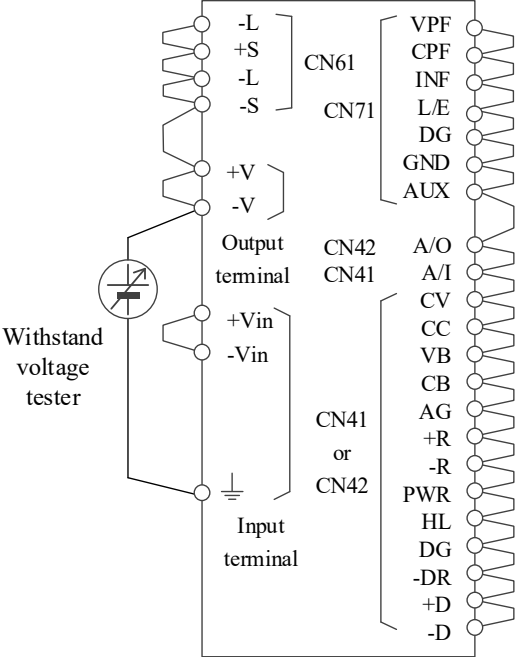 -L
+S
-L
-S
CN61
+V
-V
Output
terminal
Withstand
voltage
tester
+Vin
-Vin
Input
terminal
VPF
CPF
INF
L/E
DG
GND
AUX
CN71
CN42
A/O
CN41
A/I
CV
CC
VB
CB
AG
+R
-R
PWR
HL
DG
-DR
+D
-D
CN41
or
CN42